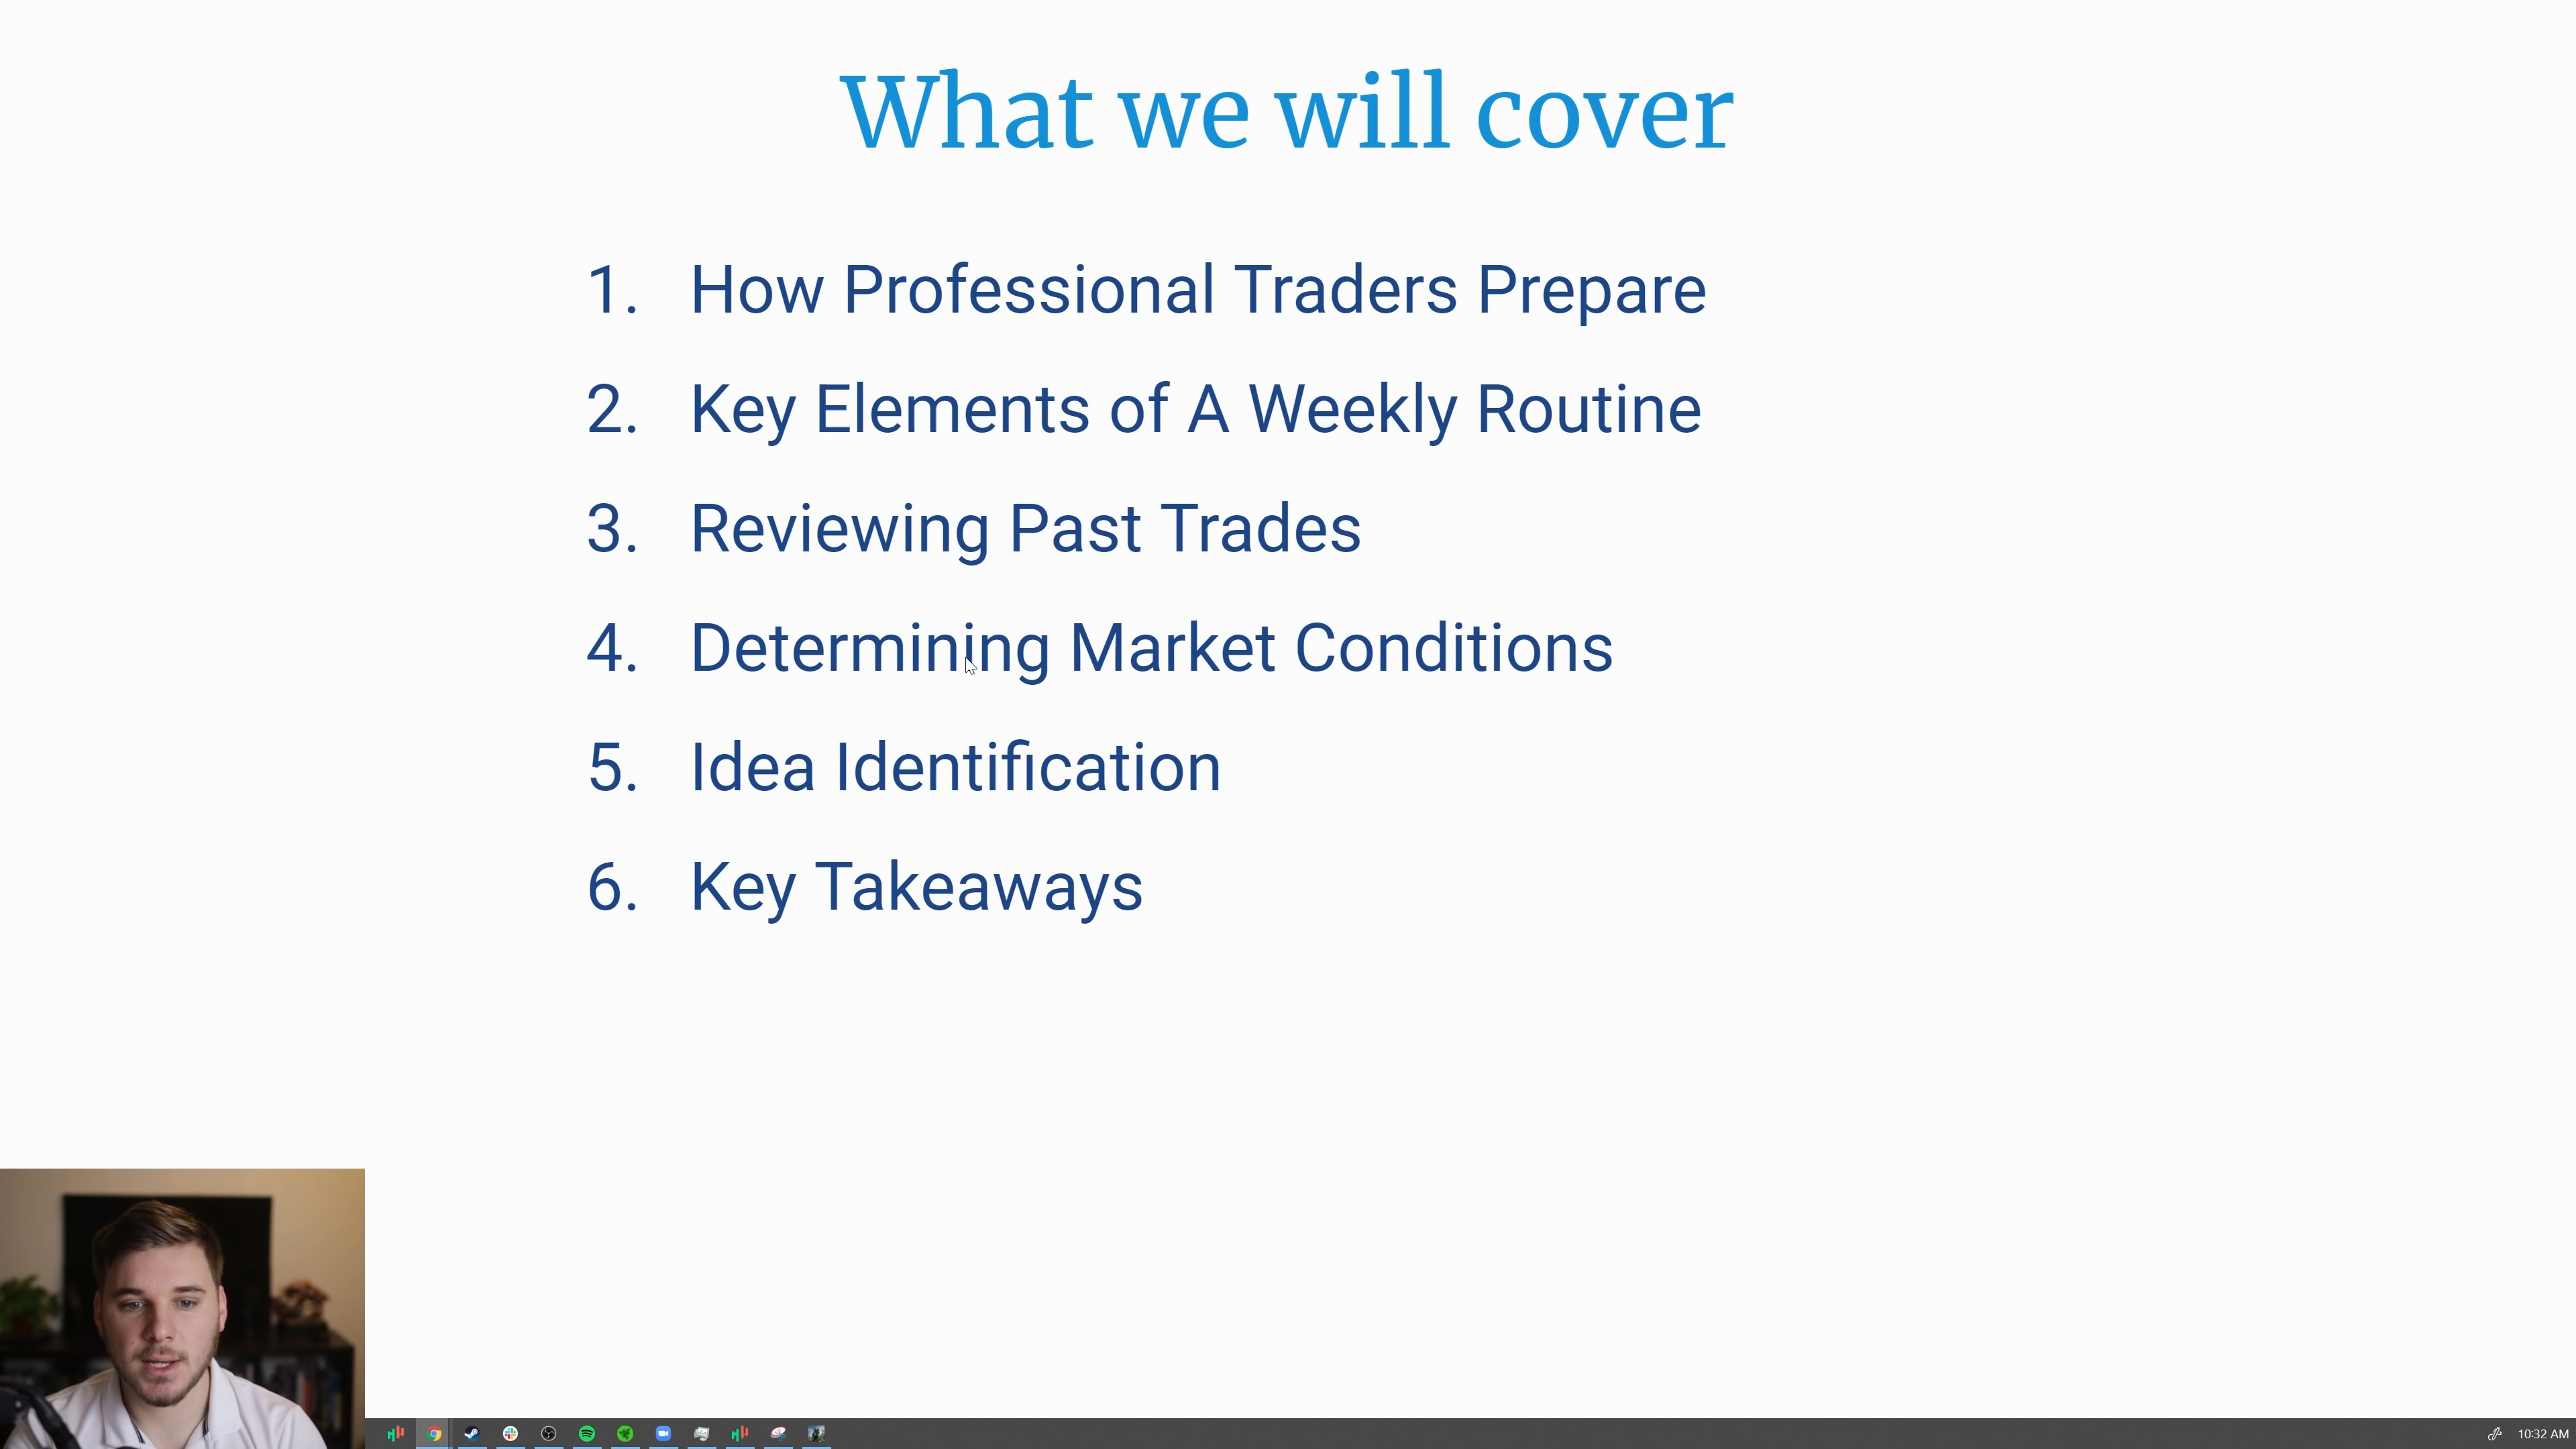 What we will cover
1. How Professional Traders Prepare
2. Key Elements of A Weekly Routine
3. Reviewing Past Trades
4. Determining Market Conditions
5. Idea Identification
6. Key Takeaways
10:32 AM